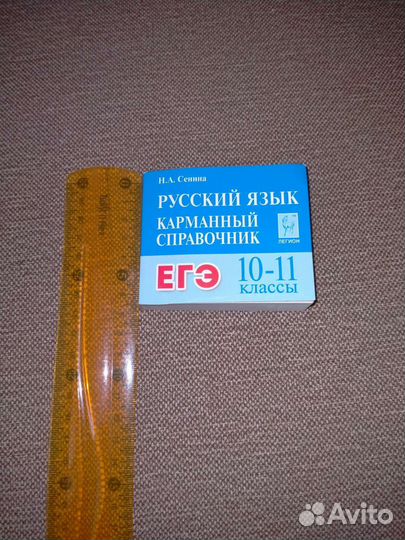 Н.А. Сенина
РУССКИЙ ЯЗЫК
КАРМАННЫЙ
СПРАВОЧНИК
ЛЕГИОН
ЕГЭ
10-11
классы
Avito